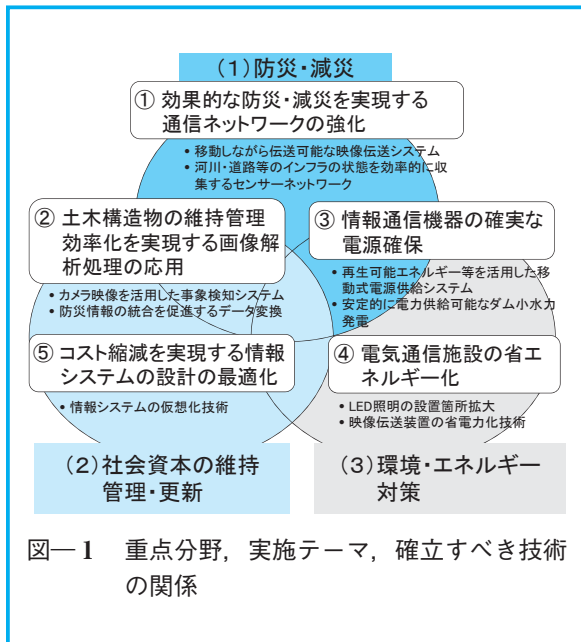 (1)防災・減災
① 効果的な防災・減災を実現する
通信ネットワークの強化
• 移動しながら伝送可能な映像伝送システム
• 河川・道路等のインフラの状態を効率的に収
集するセンサーネットワーク
② 土木構造物の維持管理
効率化を実現する画像解
析処理の応用
• カメラ映像を活用した事象検知システム
• 防災情報の統合を促進するデータ変換
③ 情報通信機器の確実な
電源確保
• 再生可能エネルギー等を活用した移
動式電源供給システム
• 安定的に電力供給可能なダム小水力
発電
⑤ コスト縮減を実現する情報
システムの設計の最適化
• 情報システムの仮想化技術
④ 電気通信施設の省エ
ネルギー化
• LED照明の設置箇所拡大
• 映像伝送装置の省電力化技術
(2)社会資本の維持
管理・更新
(3)環境・エネルギー
対策
図―1 重点分野，実施テーマ，確立すべき技術
の関係